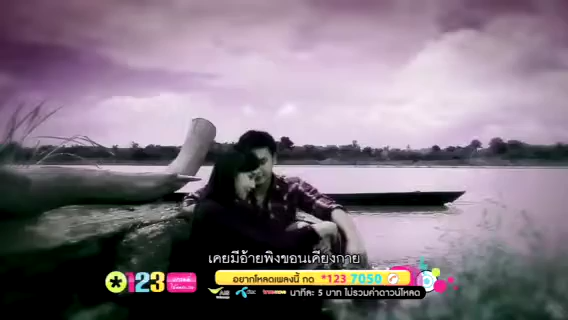 เคยมีอ้ายพิงขอนเคียงกาย
*123
อยากโหลดเพลงนี้ กด *123 7050
นาทีละ 5 บาท ไม่รวมค่าดาวน์โหลด